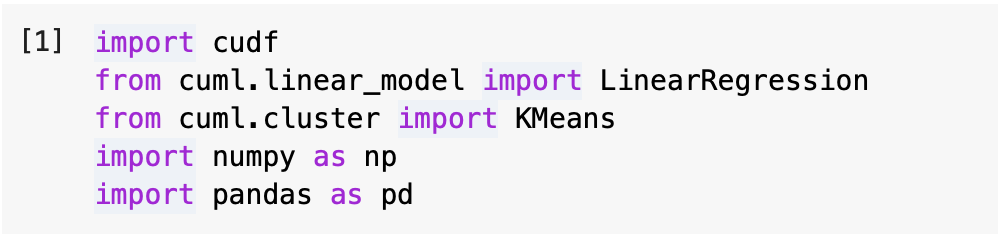 [1] import cudf
from cuml.linear_model import LinearRegression
from cuml.cluster import KMeans
import numpy as np
import pandas as pd